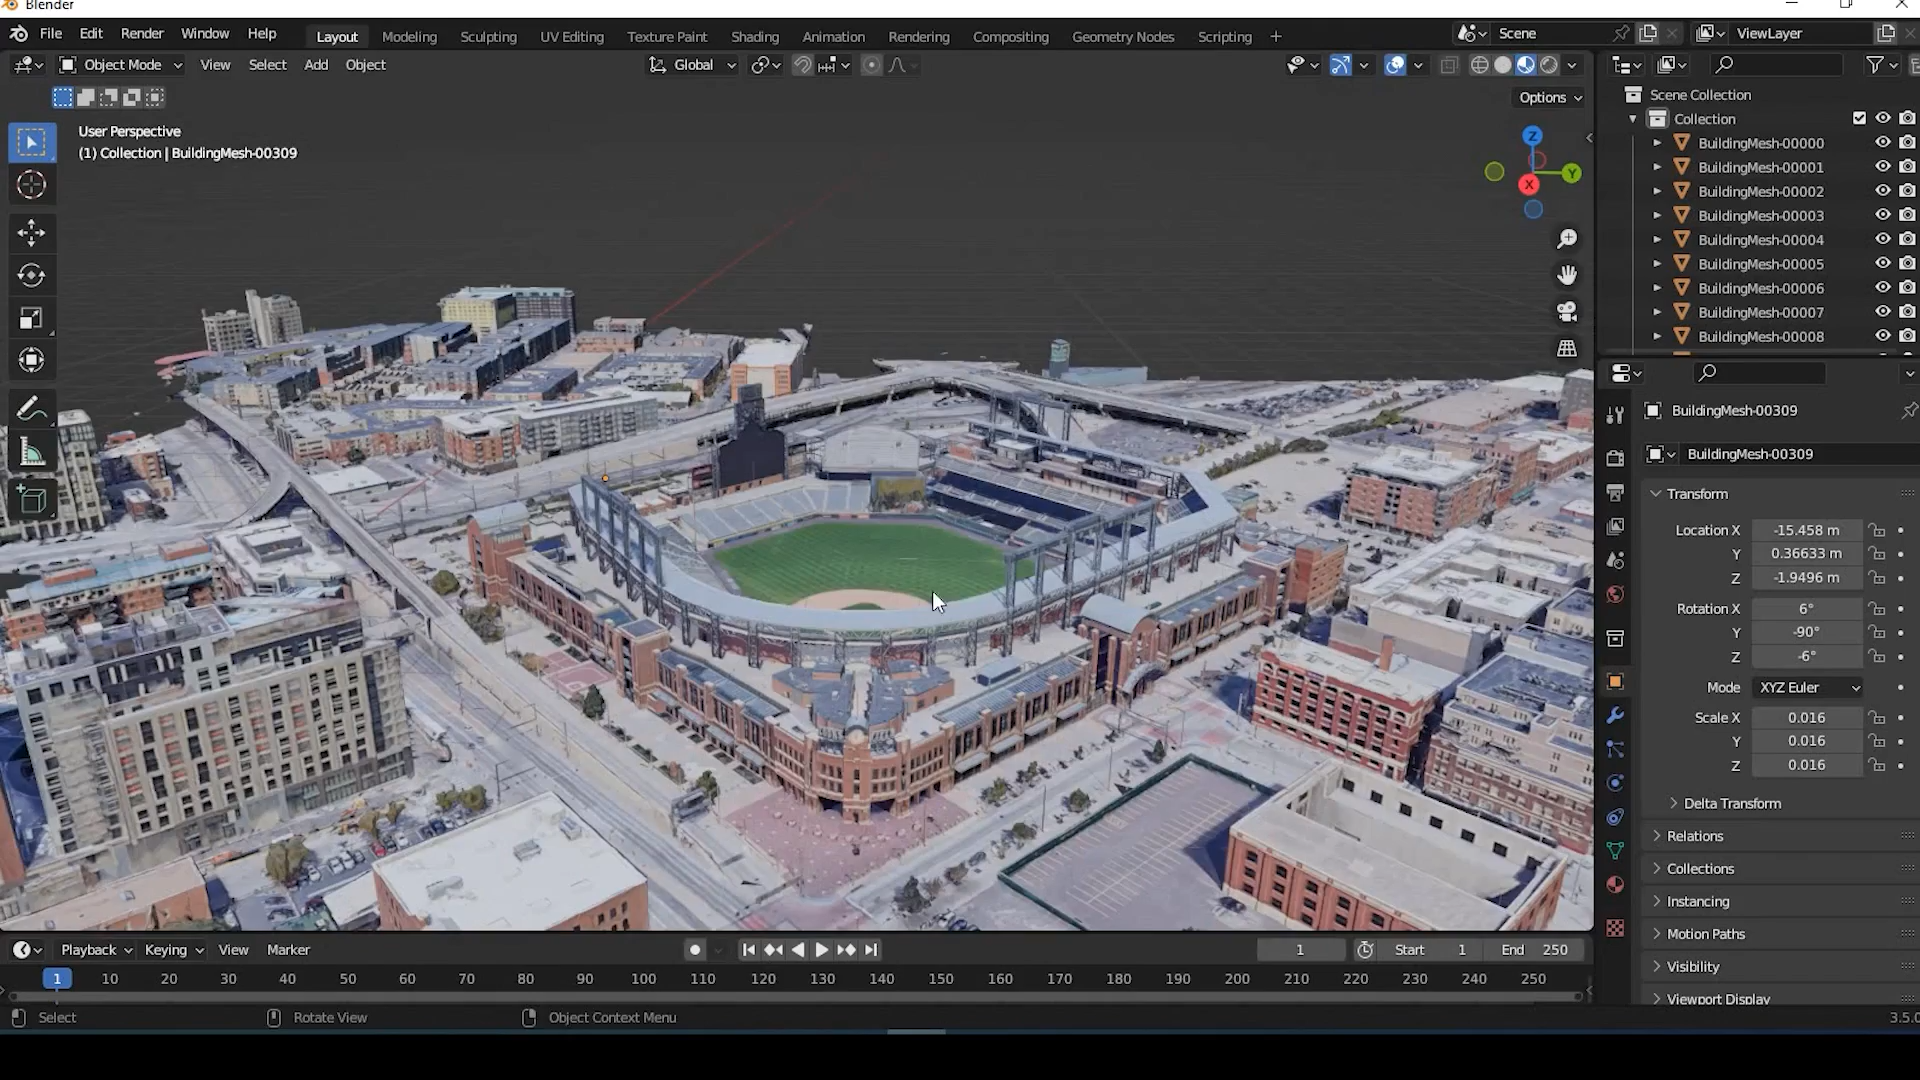 Blender
File Edit Render Window Help Layout Modeling Sculpting UV Editing Texture Paint Shading Animation Rendering Compositing Geometry Nodes Scripting + Scene ViewLayer
Object Mode View Select Add Object Global
Options
User Perspective
(1) Collection | BuildingMesh-00309
Z
Y
X
Scene Collection
Collection
BuildingMesh-00000
BuildingMesh-00001
BuildingMesh-00002
BuildingMesh-00003
BuildingMesh-00004
BuildingMesh-00005
BuildingMesh-00006
BuildingMesh-00007
BuildingMesh-00008
BuildingMesh-00309
BuildingMesh-00309
Transform
Location X -15.458 m
Y 0.36633 m
Z -1.9496 m
Rotation X 6°
Y -90°
Z -6°
Mode XYZ Euler
Scale X 0.016
Y 0.016
Z 0.016
Delta Transform
Relations
Collections
Instancing
Motion Paths
Visibility
Viewport Display
Playback Keying View Marker 1 Start 1 End 250
1 10 20 30 40 50 60 70 80 90 100 110 120 130 140 150 160 170 180 190 200 210 220 230 240 250
Select Rotate View Object Context Menu 3.5.0